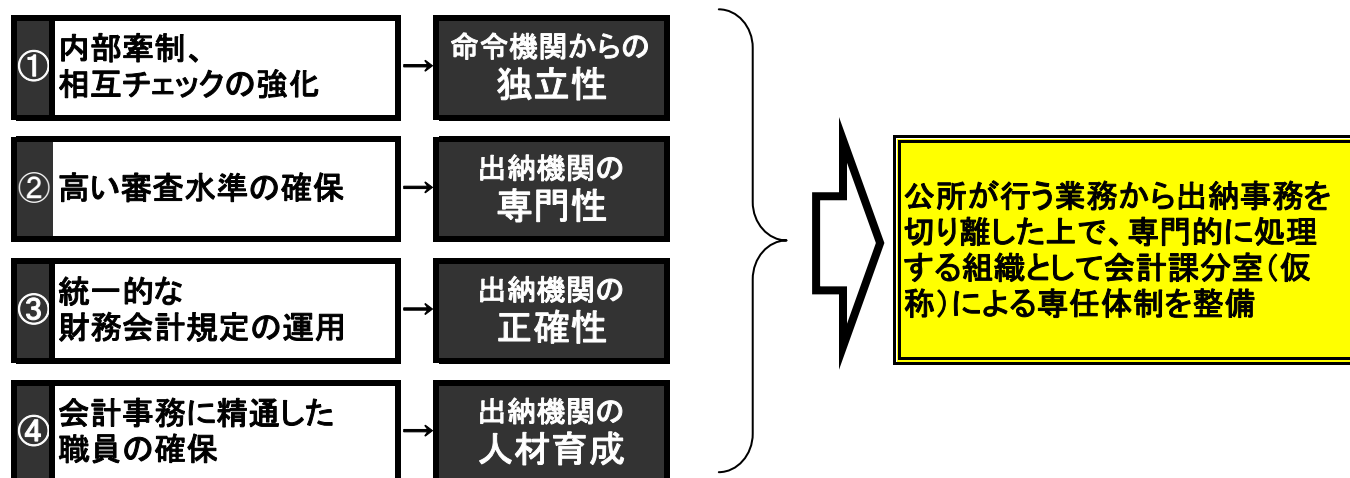 ①
内部牽制、
相互チェックの強化
→
命令機関からの
独立性
②
高い審査水準の確保
→
出納機関の
専門性
③
統一的な
財務会計規定の運用
→
出納機関の
正確性
④
会計事務に精通した
職員の確保
→
出納機関の
人材育成
公所が行う業務から出納事務を
切り離した上で、専門的に処理
する組織として会計課分室（仮
称）による専任体制を整備